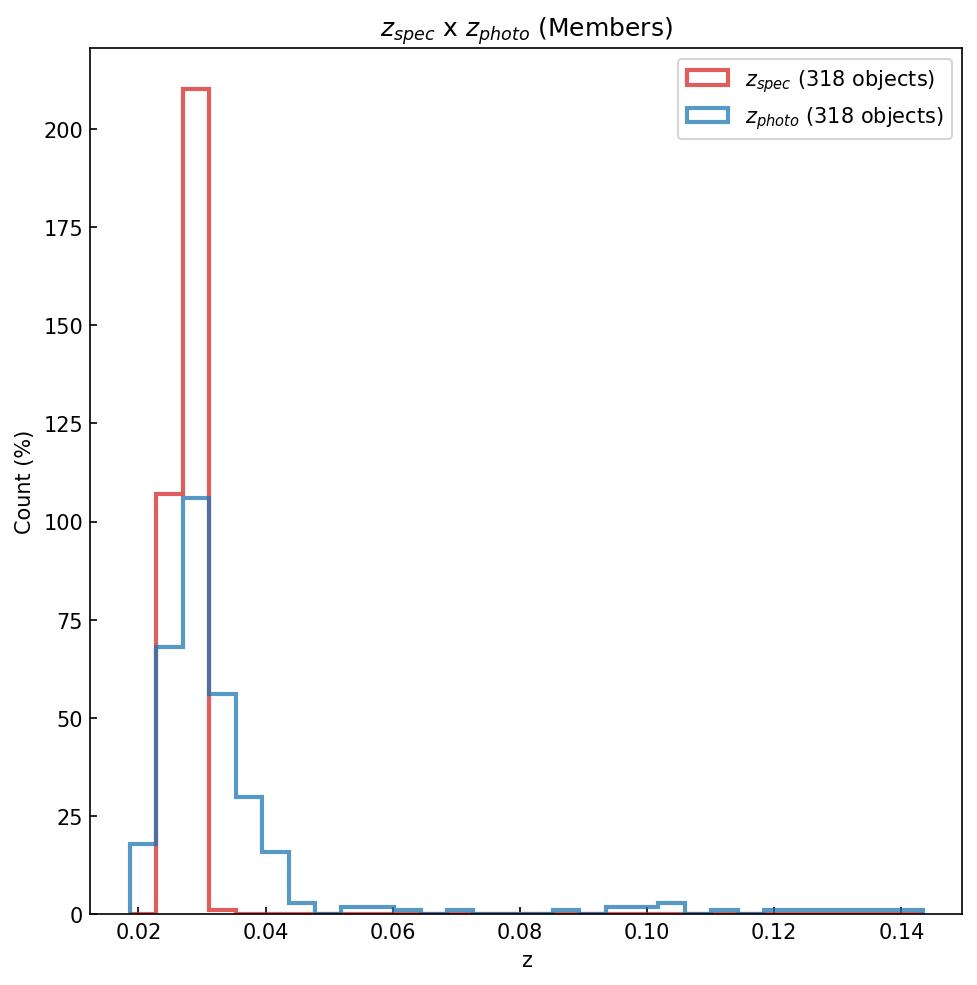 z_spec x z_photo (Members)
z_spec (318 objects)
z_photo (318 objects)
Count (%)
200
175
150
125
100
75
50
25
0
0.02 0.04 0.06 0.08 0.10 0.12 0.14
z